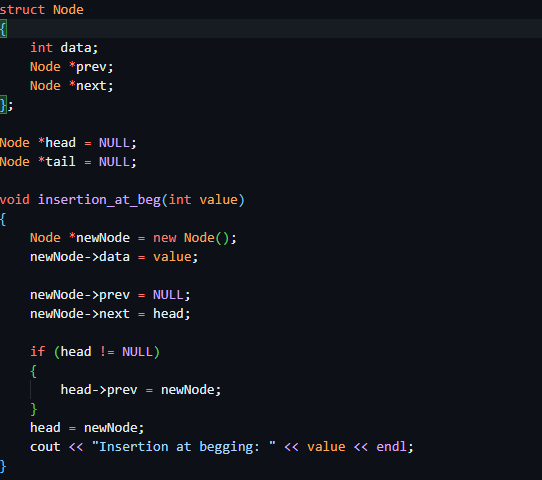 struct Node
{
    int data;
    Node *prev;
    Node *next;
};

Node *head = NULL;
Node *tail = NULL;

void insertion_at_beg(int value)
{
    Node *newNode = new Node();
    newNode->data = value;

    newNode->prev = NULL;
    newNode->next = head;

    if (head != NULL)
    {
        head->prev = newNode;
    }
    head = newNode;
    cout << "Insertion at begging: " << value << endl;
}